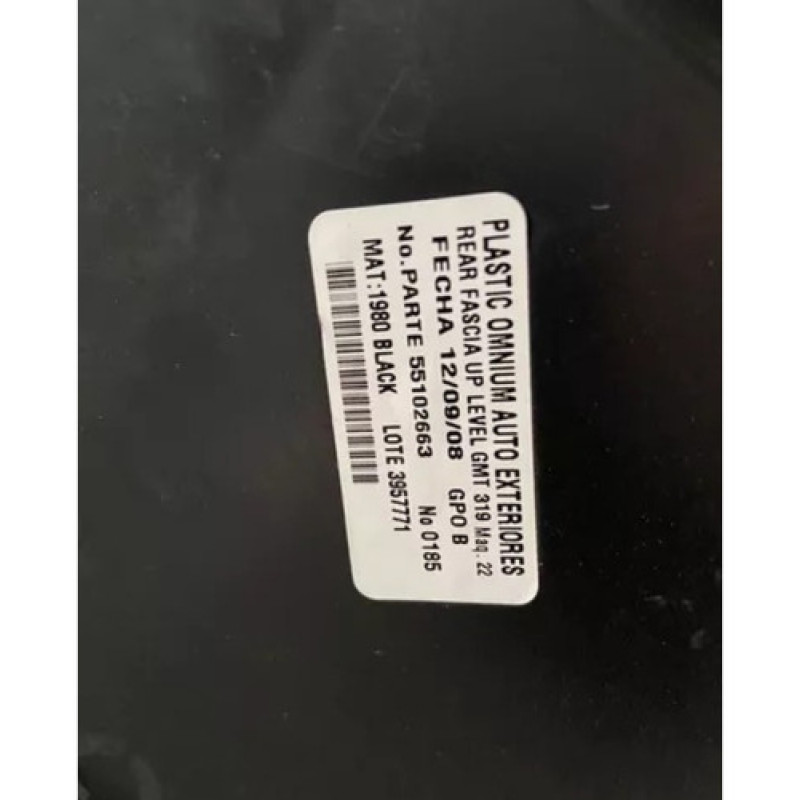 PLASTIC OMNIUM AUTO EXTERIORES
REAR FASCIA UP LEVEL GMT 319 Maq. 22
FECHA 12/09/08 GPO B
No.PARTE 55102663 No 0185
MAT:1980 BLACK LOTE 3957771